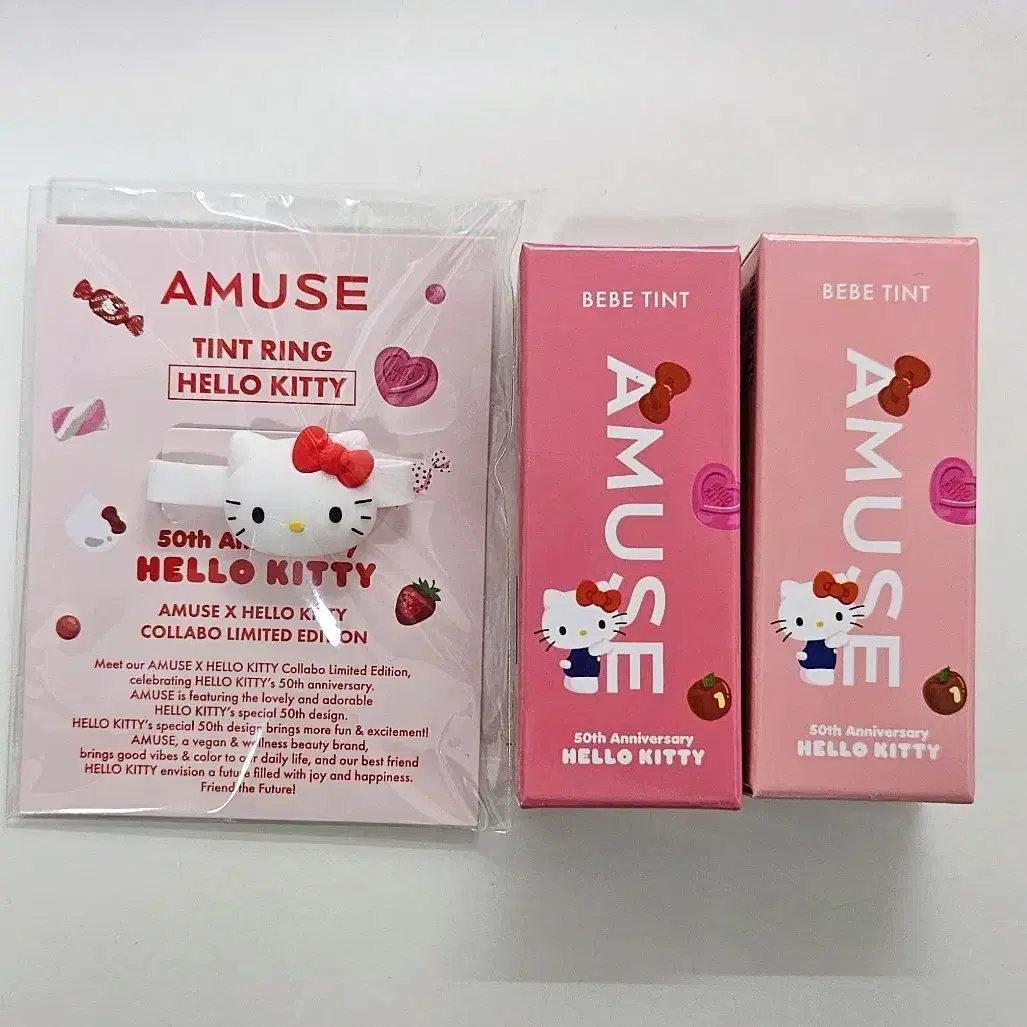 AMUSE
TINT RING
HELLO KITTY
50th
HELLO KITTY
AMUSE X HELLO KITTY
COLLABO LIMITED EDITION
Meet our AMUSE X HELLO KITTY Collabo Limited Edition,
celebrating HELLO KITTY's 50th anniversary.
AMUSE is featuring the lovely and adorable
HELLO KITTY's special 50th design.
HELLO KITTY's special 50th design brings more fun & excitement!
AMUSE, a vegan & wellness beauty brand,
brings good vibes & color to our daily life, and our best friend
HELLO KITTY envision a future filled with joy and happiness.
Friend the Future!
BEBE TINT
AMUSE
50th Anniversary
HELLO KITTY
BEBE TINT
AMUSE
50th Anniversary
HELLO KITTY